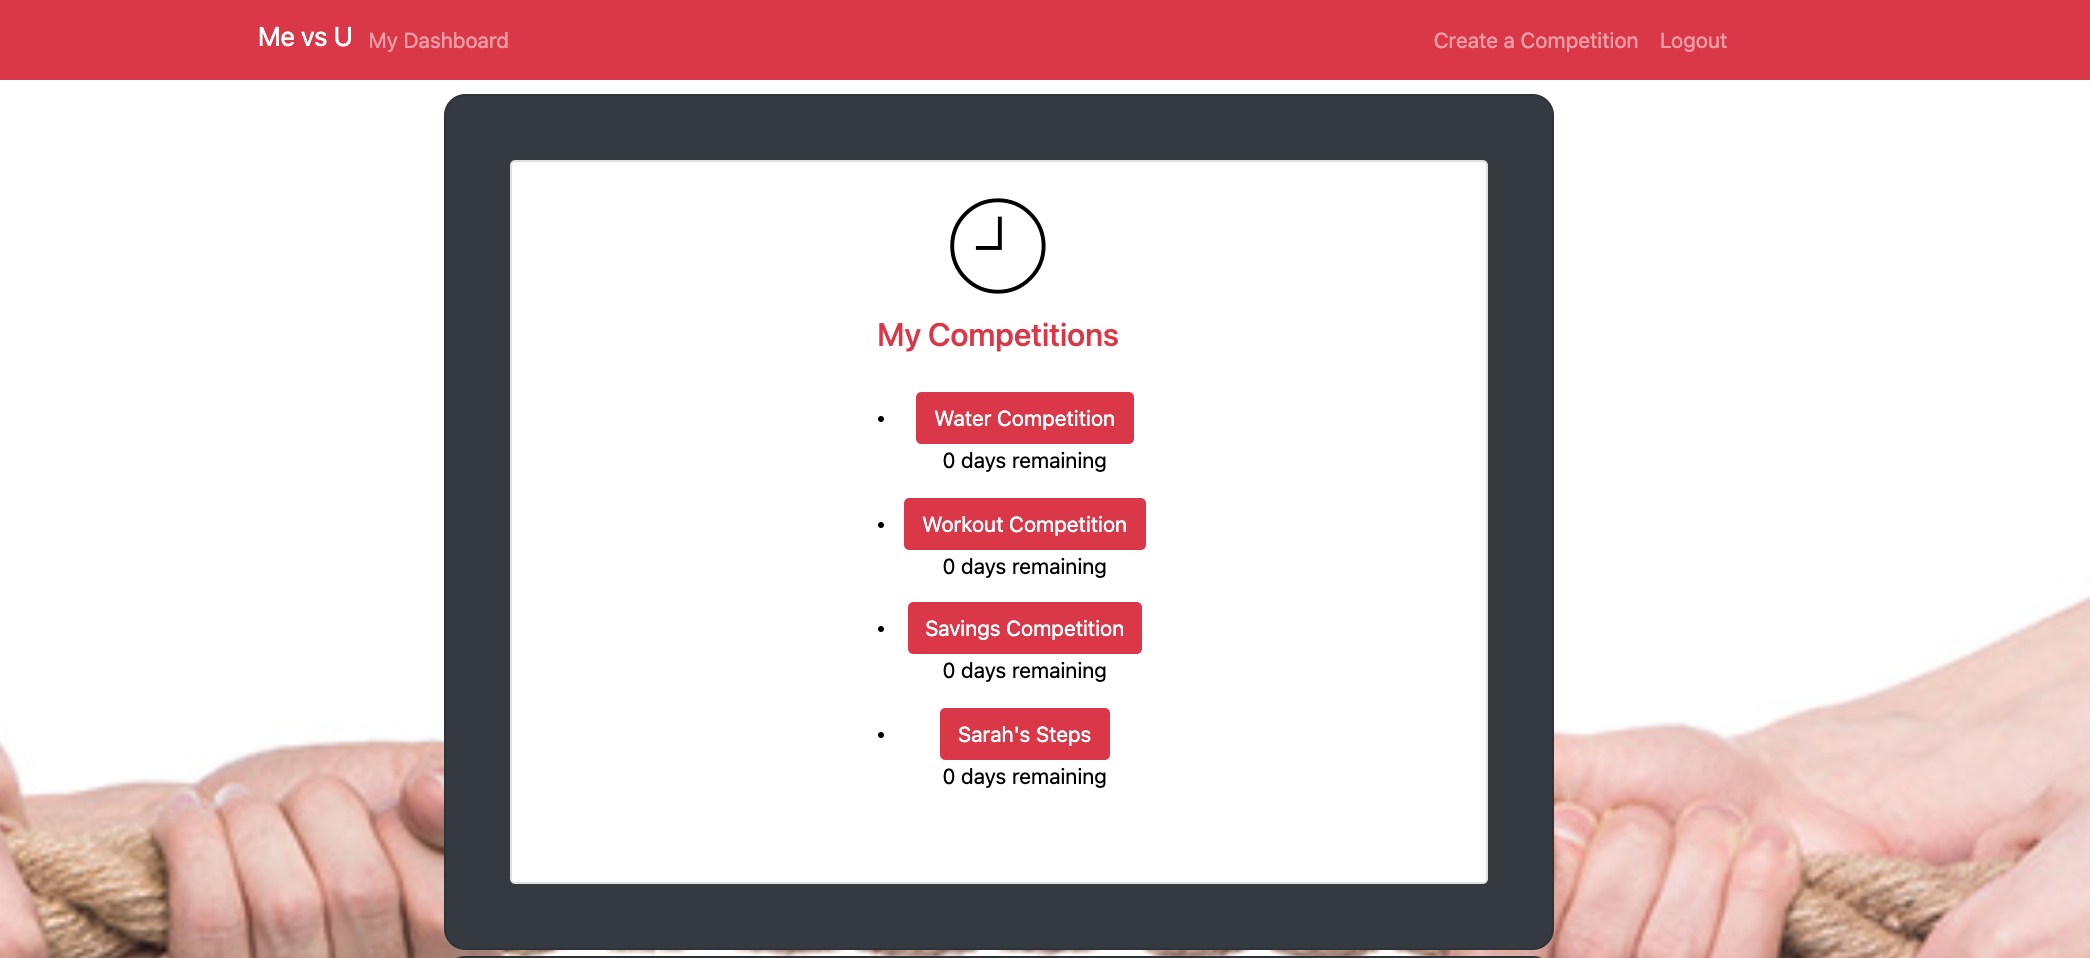 Me vs U My Dashboard Create a Competition Logout
My Competitions
• Water Competition
0 days remaining
• Workout Competition
0 days remaining
• Savings Competition
0 days remaining
• Sarah's Steps
0 days remaining